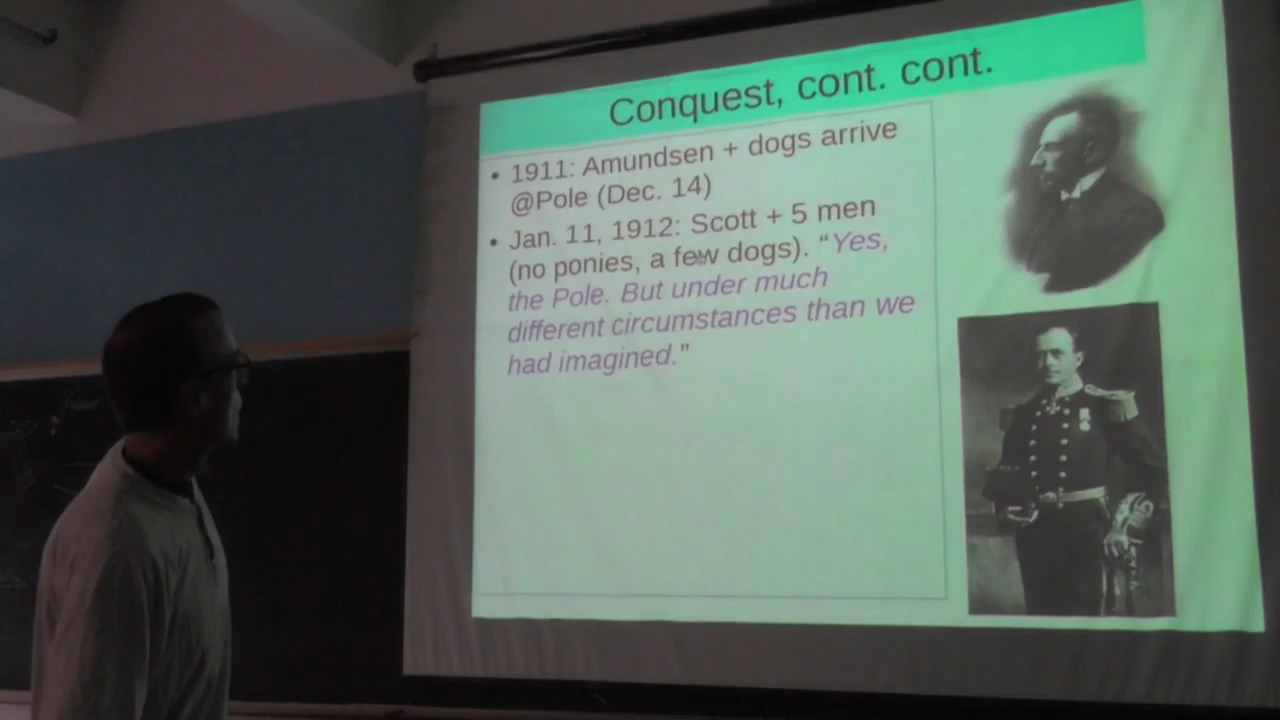 Conquest, cont. cont.
• 1911: Amundsen + dogs arrive
@Pole (Dec. 14)
• Jan. 11, 1912: Scott + 5 men
(no ponies, a few dogs). “Yes,
the Pole. But under much
different circumstances than we
had imagined.”